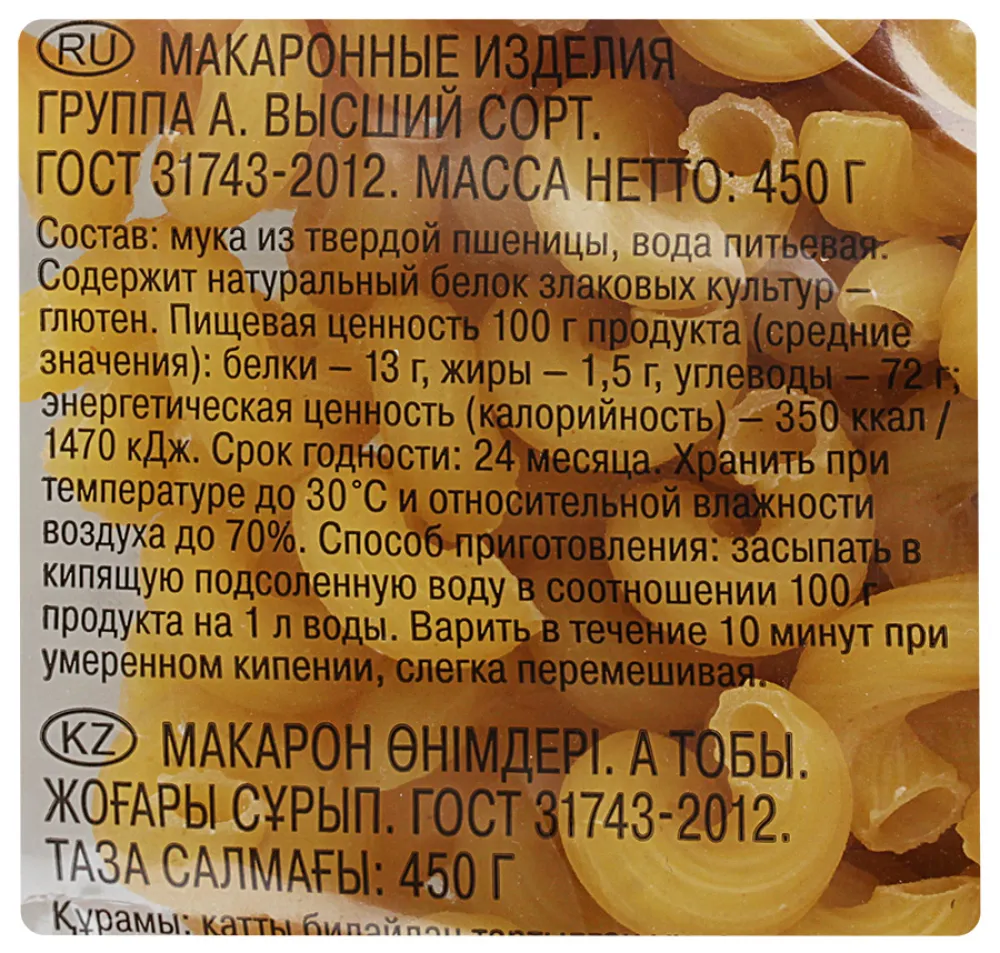 RU МАКАРОННЫЕ ИЗДЕЛИЯ
ГРУППА А. ВЫСШИЙ СОРТ.
ГОСТ 31743-2012. МАССА НЕТТО: 450 Г
Состав: мука из твердой пшеницы, вода питьевая.
Содержит натуральный белок злаковых культур –
глютен. Пищевая ценность 100 г продукта (средние
значения): белки – 13 г, жиры – 1,5 г, углеводы – 72 г;
энергетическая ценность (калорийность) – 350 ккал /
1470 кДж. Срок годности: 24 месяца. Хранить при
температуре до 30°С и относительной влажности
воздуха до 70%. Способ приготовления: засыпать в
кипящую подсоленную воду в соотношении 100 г
продукта на 1 л воды. Варить в течение 10 минут при
умеренном кипении, слегка перемешивая.
KZ МАКАРОН ӨНІМДЕРІ. А ТОБЫ.
ЖОҒАРЫ СҰРЫП. ГОСТ 31743-2012.
ТАЗА САЛМАҒЫ: 450 Г
Құрамы: қатты бидайдан